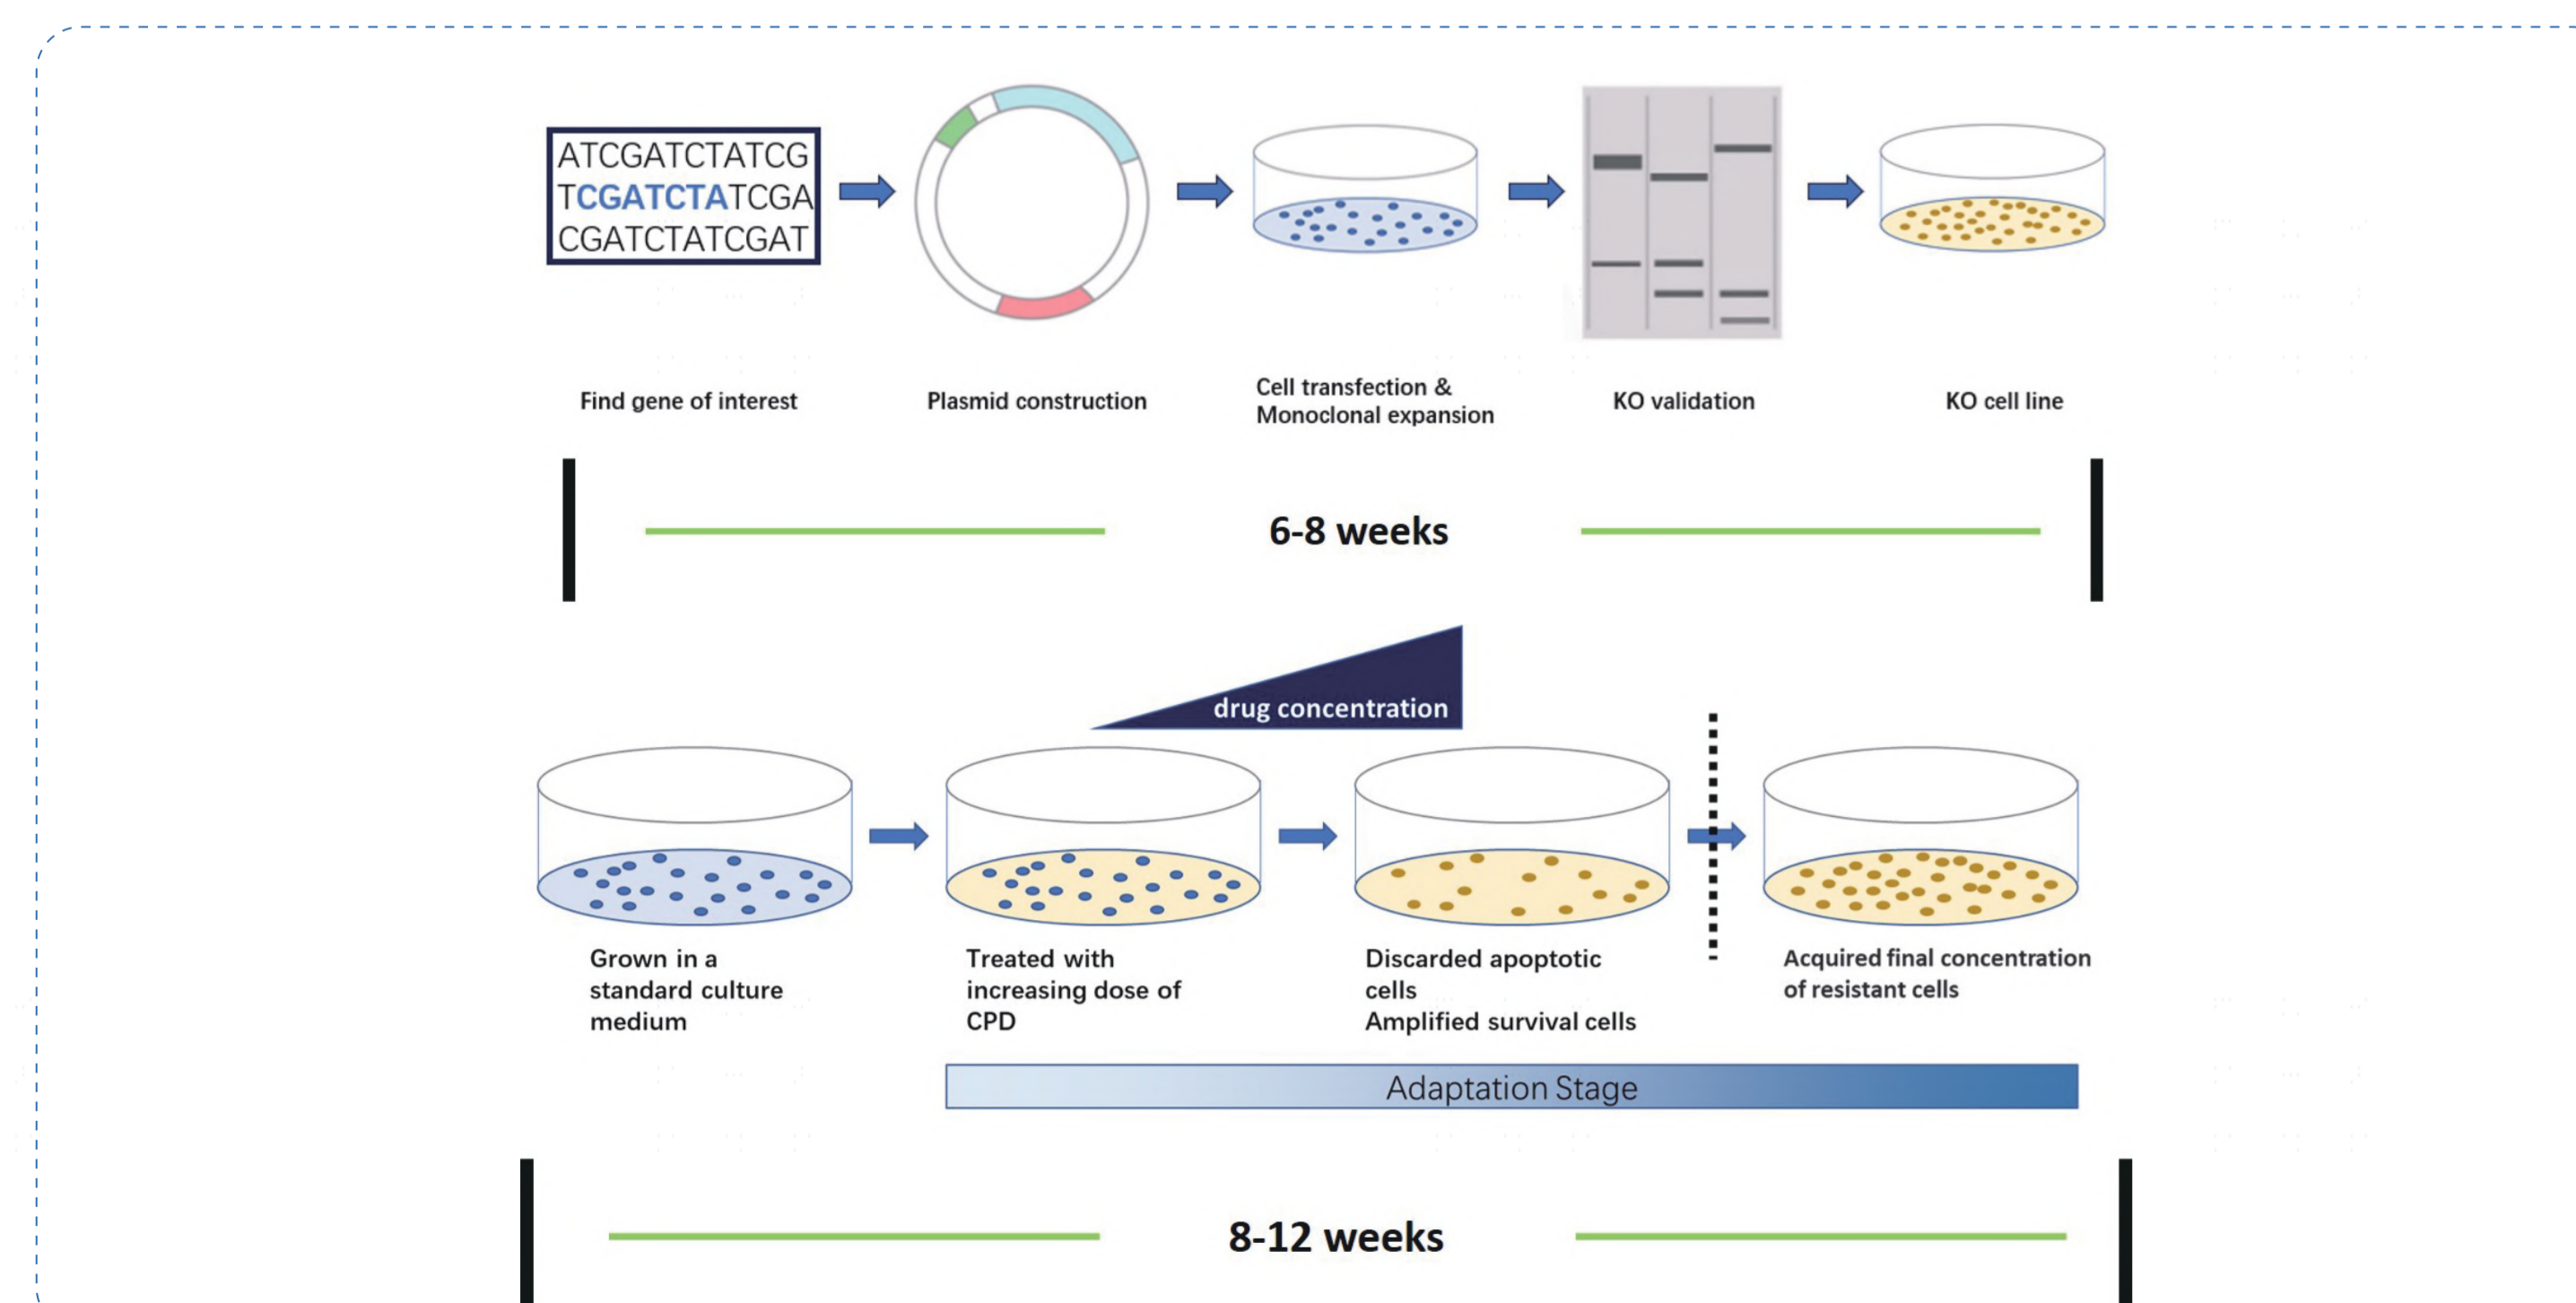 ATCGATCTATCG
TCGATCTATCGA
CGATCTATCGAT
Find gene of interest
Plasmid construction
Cell transfection &
Monoclonal expansion
KO validation
KO cell line
6-8 weeks
drug concentration
Grown in a
standard culture
medium
Treated with
increasing dose of
CPD
Discarded apoptotic
cells
Amplified survival cells
Acquired final concentration
of resistant cells
Adaptation Stage
8-12 weeks